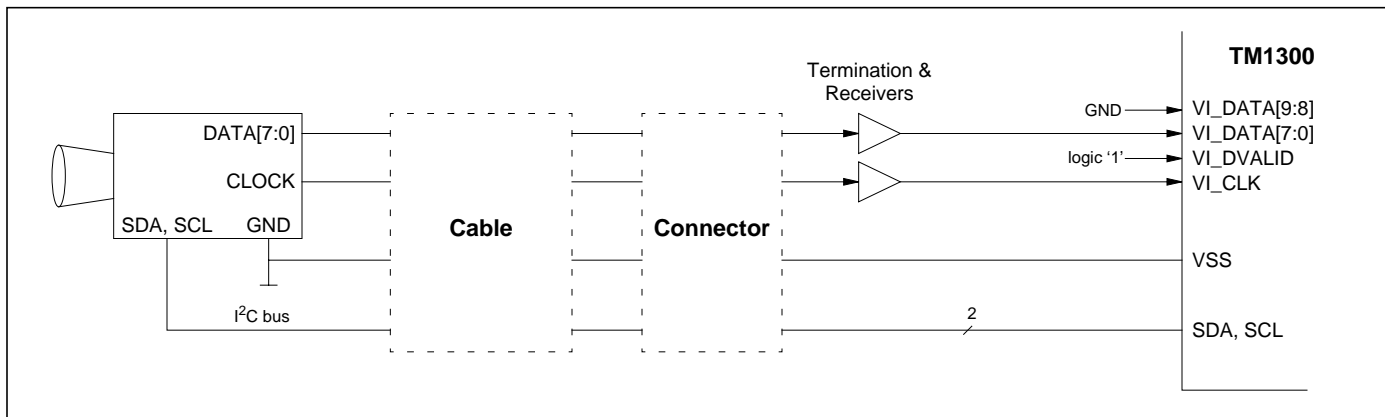 TM1300
Termination &
Receivers
GND
VI_DATA[9:8]
DATA[7:0]
VI_DATA[7:0]
logic ‘1’
VI_DVALID
CLOCK
VI_CLK
SDA, SCL
GND
Cable
Connector
VSS
I2C bus
2
SDA, SCL